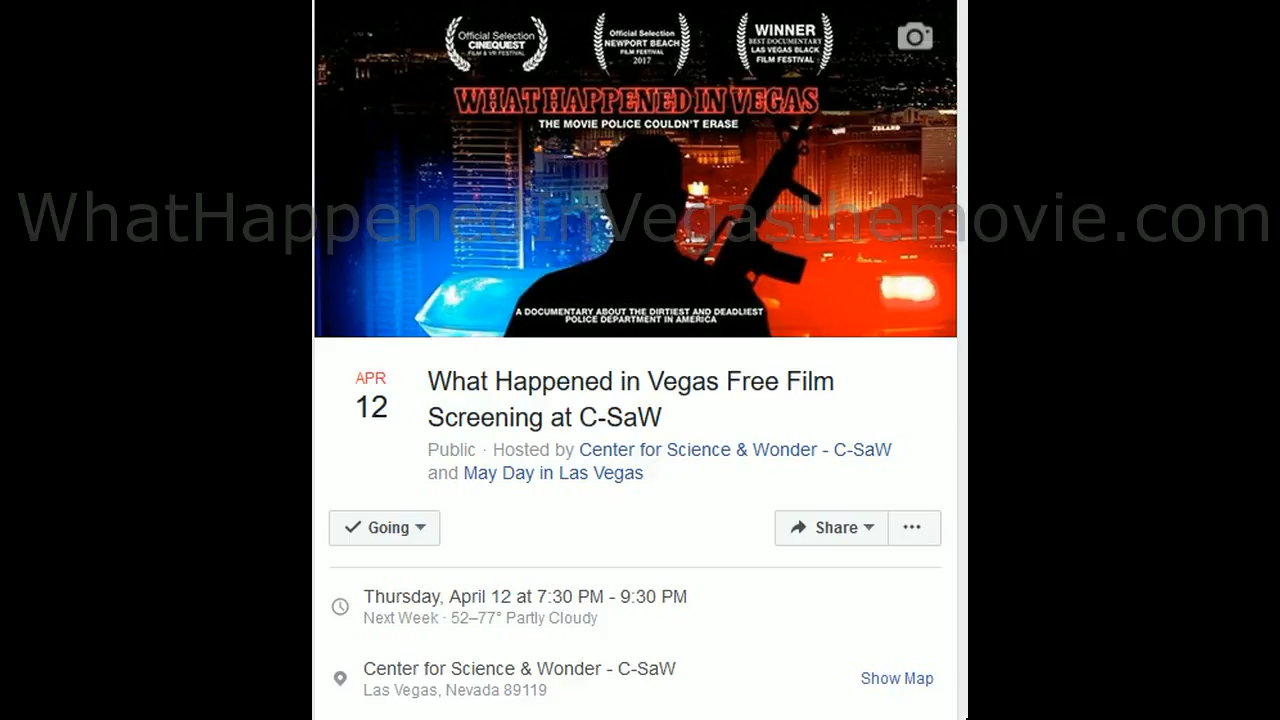 Official Selection
CINEQUEST
FILM & VR FESTIVAL
Official Selection
NEWPORT BEACH
FILM FESTIVAL
2017
WINNER
BEST DOCUMENTARY
LAS VEGAS BLACK
FILM FESTIVAL
WHAT HAPPENED IN VEGAS
THE MOVIE POLICE COULDN'T ERASE
WhatHappenedInVegasthemovie.com
A DOCUMENTARY ABOUT THE DIRTIEST AND DEADLIEST
POLICE DEPARTMENT IN AMERICA
APR
12
What Happened in Vegas Free Film
Screening at C-SaW
Public · Hosted by Center for Science & Wonder - C-SaW
and May Day in Las Vegas
Going
Share
Thursday, April 12 at 7:30 PM - 9:30 PM
Next Week · 52–77° Partly Cloudy
Center for Science & Wonder - C-SaW
Las Vegas, Nevada 89119
Show Map